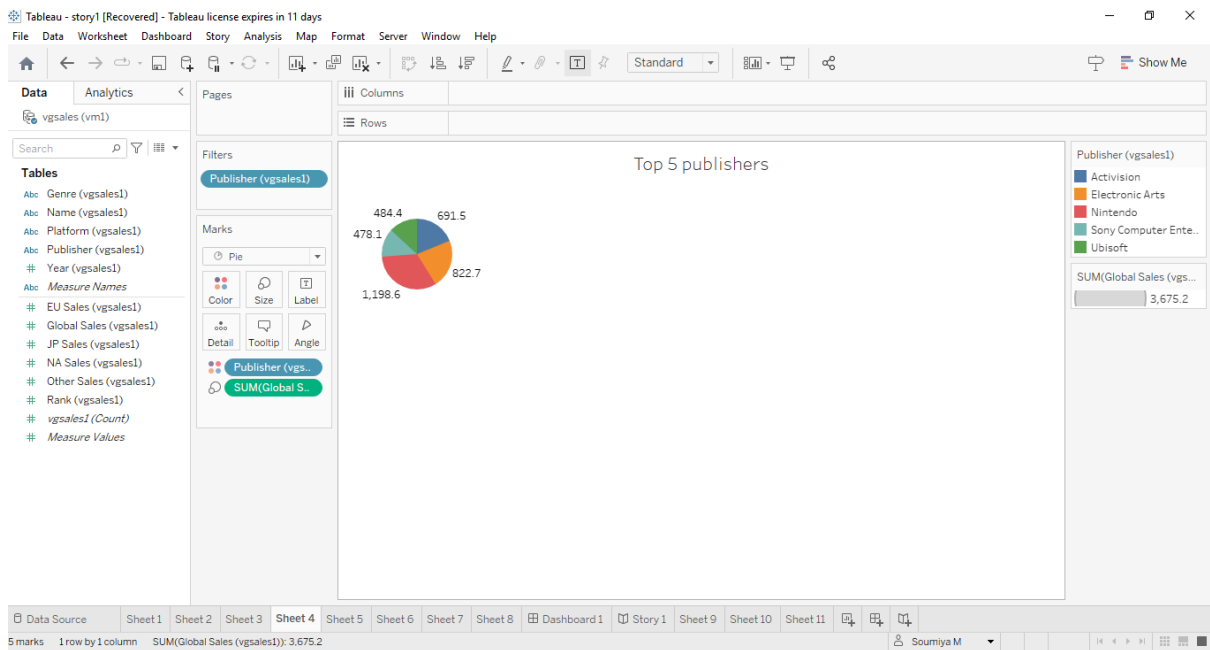 Tableau - story1 [Recovered] - Tableau license expires in 11 days
File Data Worksheet Dashboard Story Analysis Map Format Server Window Help
Standard
Show Me
Data Analytics
vgsales (vm1)
Search
Tables
Abc Genre (vgsales1)
Abc Name (vgsales1)
Abc Platform (vgsales1)
Abc Publisher (vgsales1)
# Year (vgsales1)
Abc Measure Names
# EU Sales (vgsales1)
# Global Sales (vgsales1)
# JP Sales (vgsales1)
# NA Sales (vgsales1)
# Other Sales (vgsales1)
# Rank (vgsales1)
# vgsales1 (Count)
# Measure Values
Pages
Filters
Publisher (vgsales1)
Marks
Pie
Color Size Label
Detail Tooltip Angle
Publisher (vgs..
SUM(Global S..
Columns
Rows
Top 5 publishers
484.4 691.5
478.1
822.7
1,198.6
Publisher (vgsales1)
Activision
Electronic Arts
Nintendo
Sony Computer Ente..
Ubisoft
SUM(Global Sales (vgs...
3,675.2
Data Source Sheet 1 Sheet 2 Sheet 3 Sheet 4 Sheet 5 Sheet 6 Sheet 7 Sheet 8 Dashboard 1 Story 1 Sheet 9 Sheet 10 Sheet 11
5 marks 1 row by 1 column SUM(Global Sales (vgsales1)): 3,675.2 Soumiya M